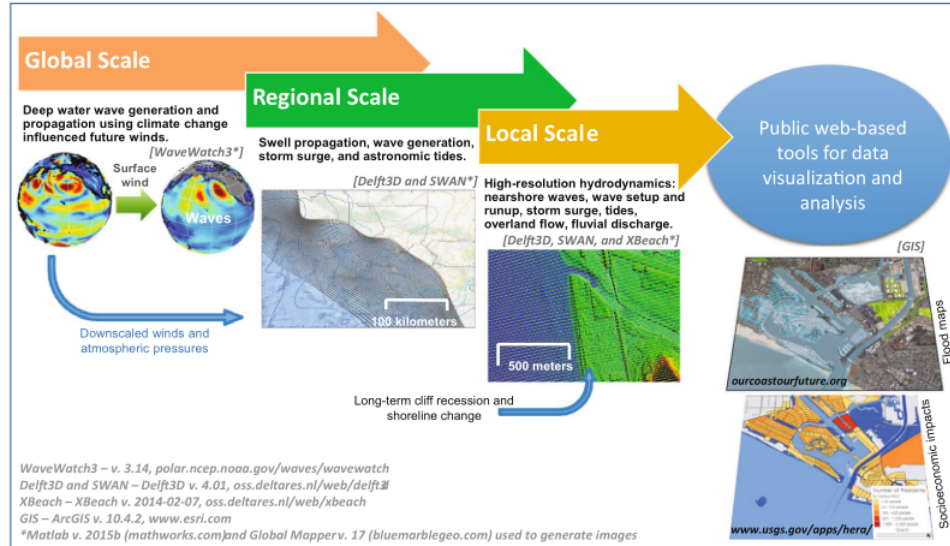 Global Scale
Deep water wave generation and
propagation using climate change
influenced future winds.
[WaveWatch3*]
Surface
wind
Waves
Downscaled winds and
atmospheric pressures
Regional Scale
Swell propagation, wave generation,
storm surge, and astronomic tides.
[Delft3D and SWAN*]
100 kilometers
Local Scale
High-resolution hydrodynamics:
nearshore waves, wave setup and
runup, storm surge, tides,
overland flow, fluvial discharge.
[Delft3D, SWAN, and XBeach*]
500 meters
Long-term cliff recession and
shoreline change
Public web-based
tools for data
visualization and
analysis
[GIS]
ourcoastourfuture.org
Flood maps
Number of Residents
www.usgs.gov/apps/hera/
Socioeconomic impacts
WaveWatch3 – v. 3.14, polar.ncep.noaa.gov/waves/wavewatch
Delft3D and SWAN – Delft3D v. 4.01, oss.deltares.nl/web/delft3d
XBeach – XBeach v. 2014-02-07, oss.deltares.nl/web/xbeach
GIS – ArcGIS v. 10.4.2, www.esri.com
*Matlab v. 2015b (mathworks.com)and Global Mapperv. 17 (bluemarblegeo.com) used to generate images